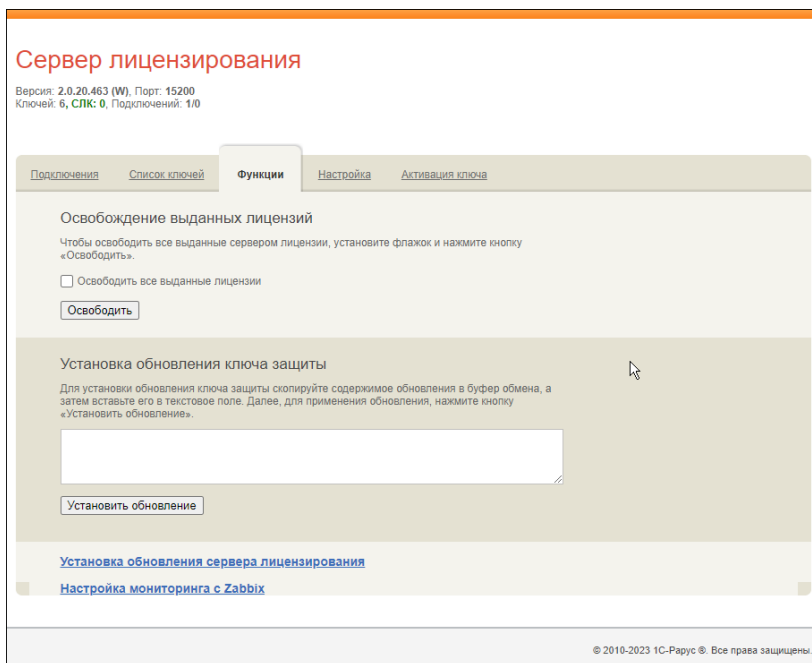 Сервер лицензирования
Версия: 2.0.20.463 (W), Порт: 15200
Ключей: 6, СЛК: 0, Подключений: 1/0
Подключения Список ключей Функции Настройка Активация ключа
Освобождение выданных лицензий
Чтобы освободить все выданные сервером лицензии, установите флажок и нажмите кнопку
«Освободить».
Освободить все выданные лицензии
Освободить
Установка обновления ключа защиты
Для установки обновления ключа защиты скопируйте содержимое обновления в буфер обмена, а
затем вставьте его в текстовое поле. Далее, для применения обновления, нажмите кнопку
«Установить обновление».
Установить обновление
Установка обновления сервера лицензирования
Настройка мониторинга с Zabbix
© 2010-2023 1С-Рарус ®. Все права защищены